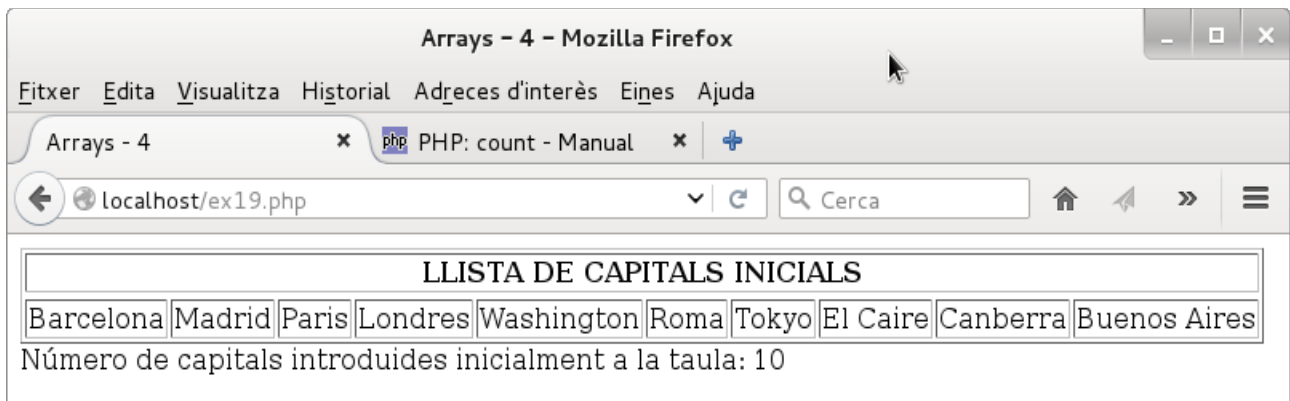 Arrays - 4 - Mozilla Firefox
Fitxer Edita Visualitza Historial Adreces d'interès Eines Ajuda
Arrays - 4 php PHP: count - Manual
localhost/ex19.php Cerca
LLISTA DE CAPITALS INICIALS
Barcelona Madrid Paris Londres Washington Roma Tokyo El Caire Canberra Buenos Aires
Número de capitals introduides inicialment a la taula: 10